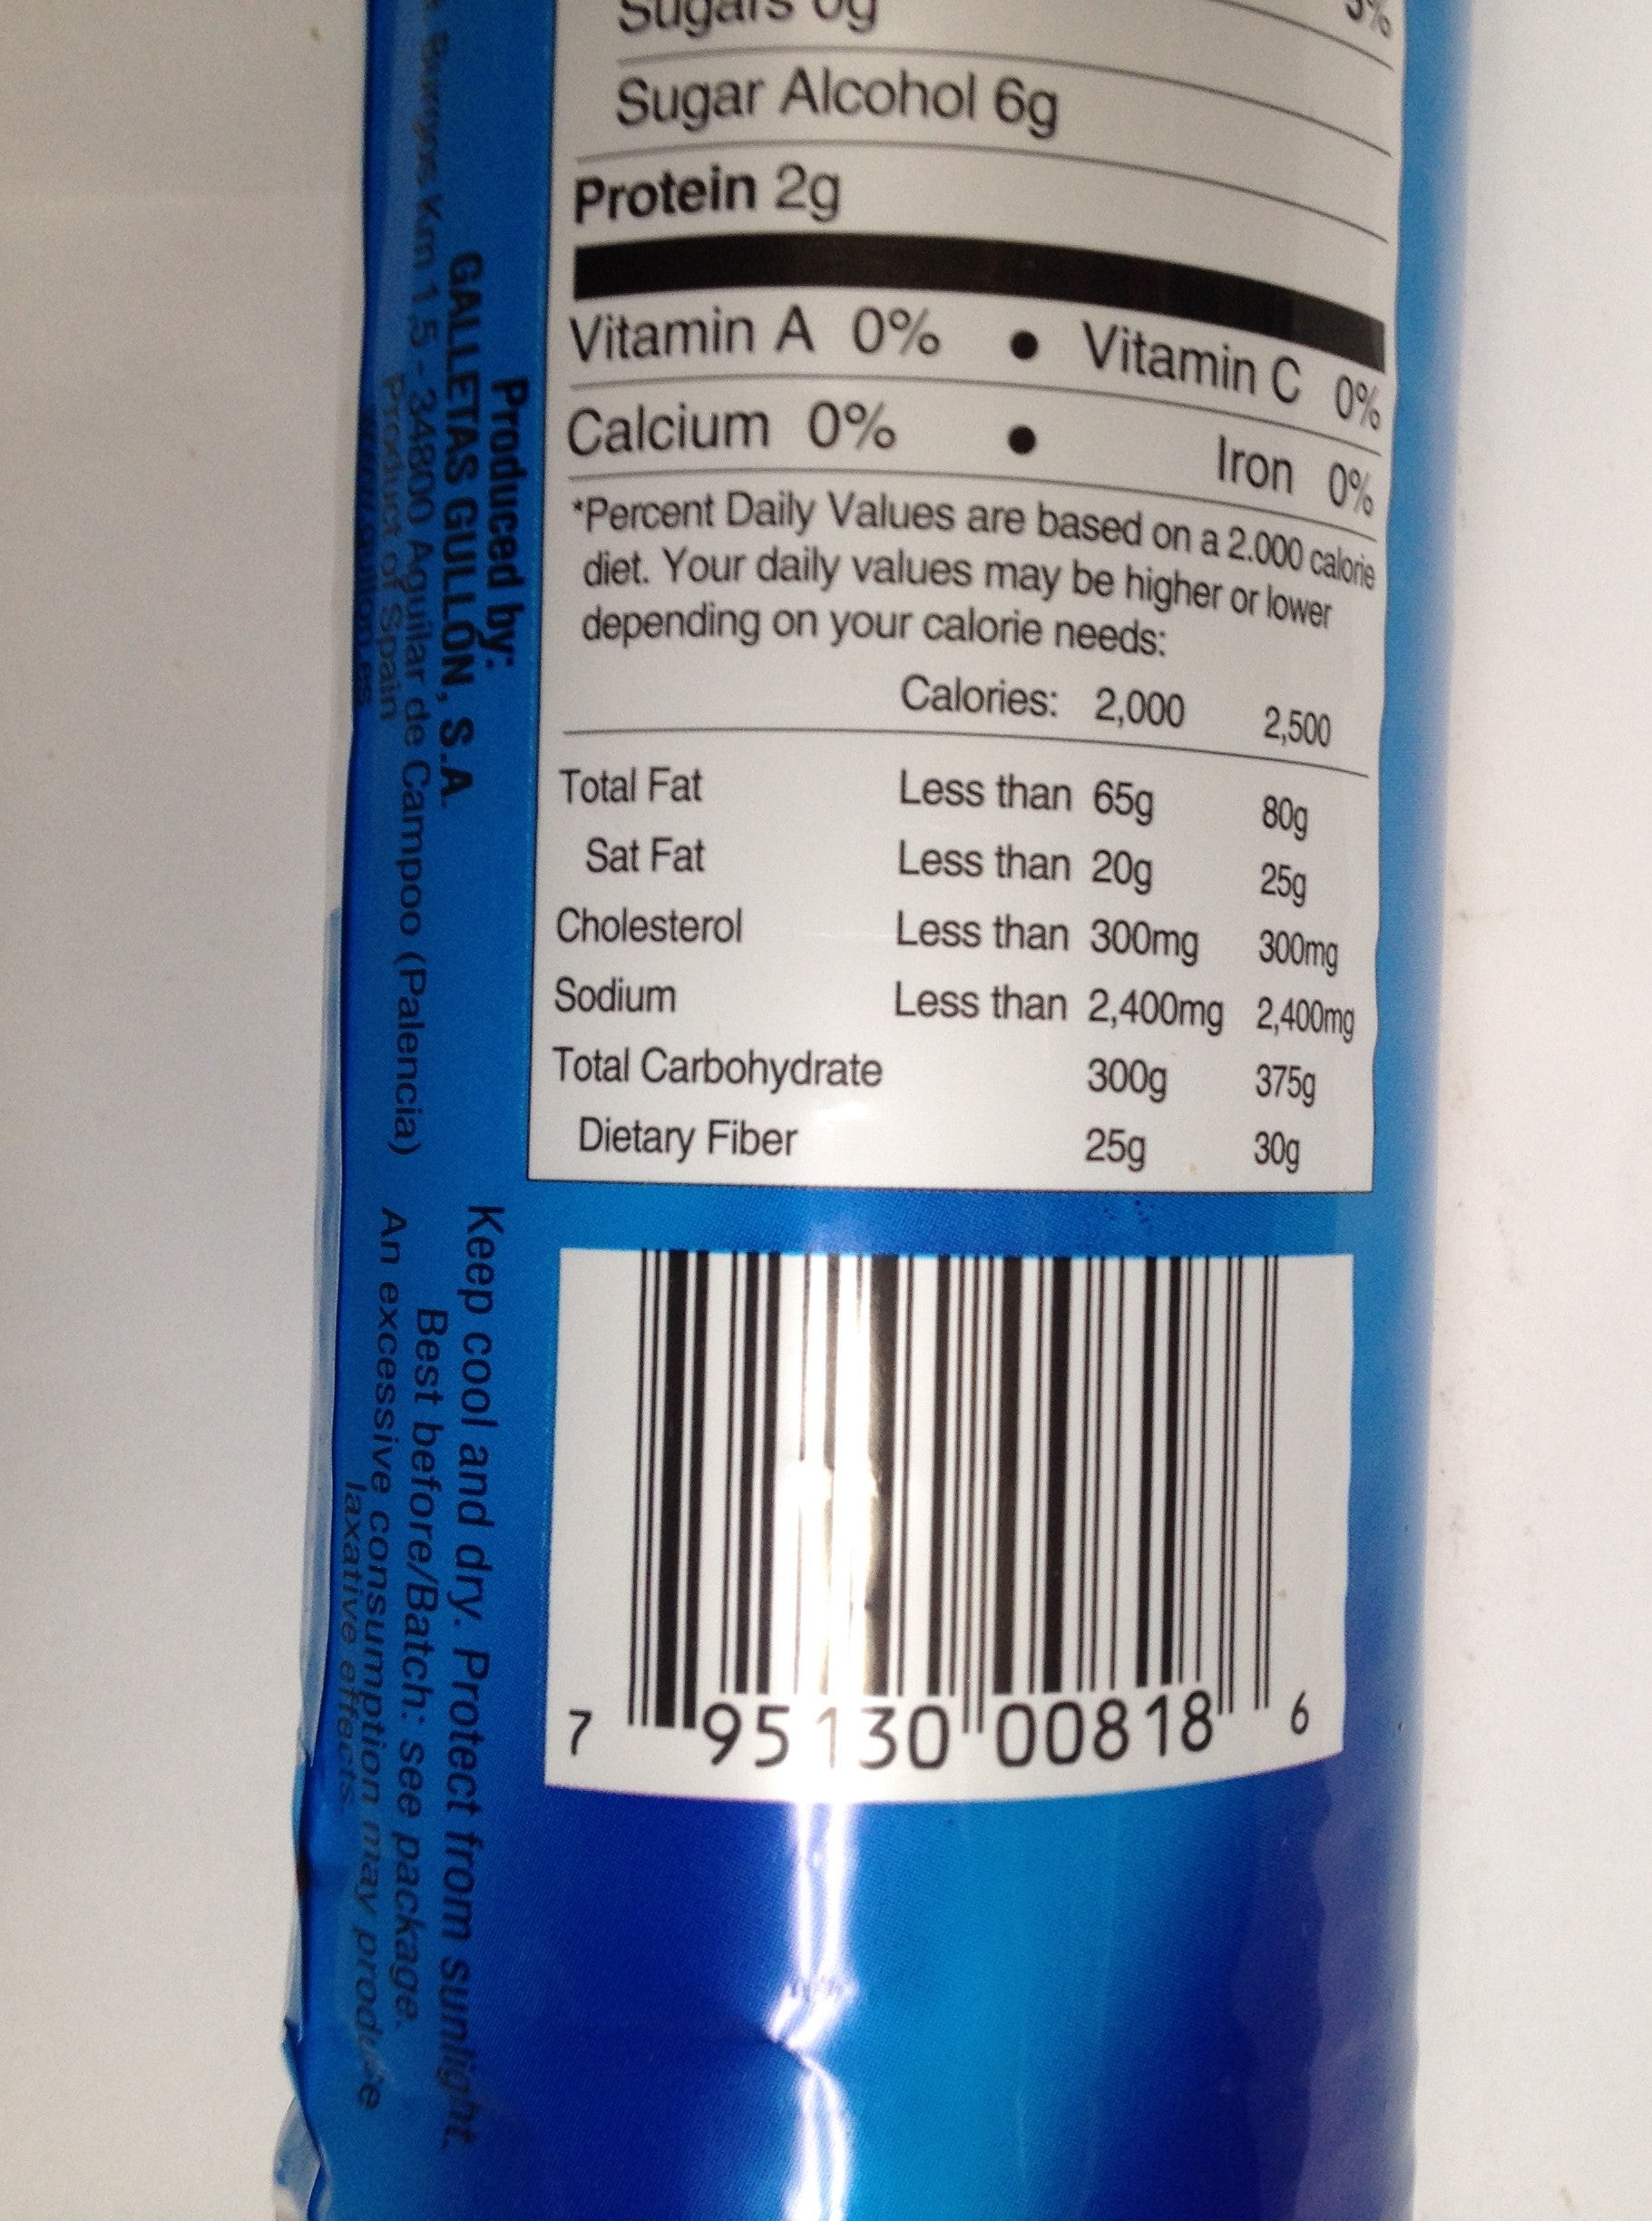 Sugars 0g
Sugar Alcohol 6g
Protein 2g
Vitamin A 0% • Vitamin C 0%
Calcium 0% • Iron 0%
*Percent Daily Values are based on a 2.000 calorie
diet. Your daily values may be higher or lower
depending on your calorie needs:
Calories: 2,000 2,500
Total Fat Less than 65g 80g
Sat Fat Less than 20g 25g
Cholesterol Less than 300mg 300mg
Sodium Less than 2,400mg 2,400mg
Total Carbohydrate 300g 375g
Dietary Fiber 25g 30g
7 95130 00818 6
Produced by:
GALLETAS GULLÓN, S.A.
Burgos Km 1,5 - 34800 Aguilar de Campoo (Palencia)
Product of Spain
Keep cool and dry. Protect from sunlight.
Best before/Batch: see package.
An excessive consumption may produce
laxative effects.